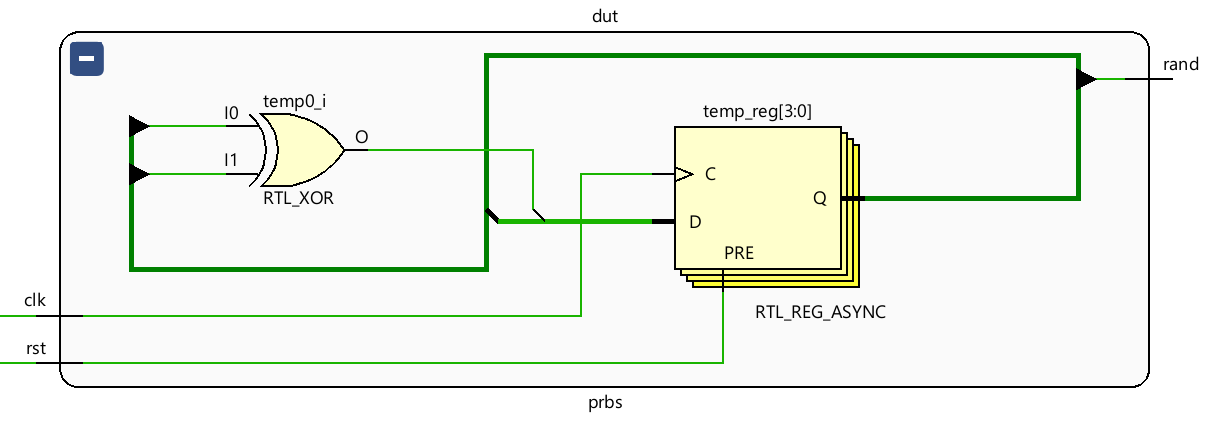 dut
rand
temp0_i
I0
temp_reg[3:0]
O
I1
C
RTL_XOR
Q
D
PRE
clk
RTL_REG_ASYNC
rst
prbs